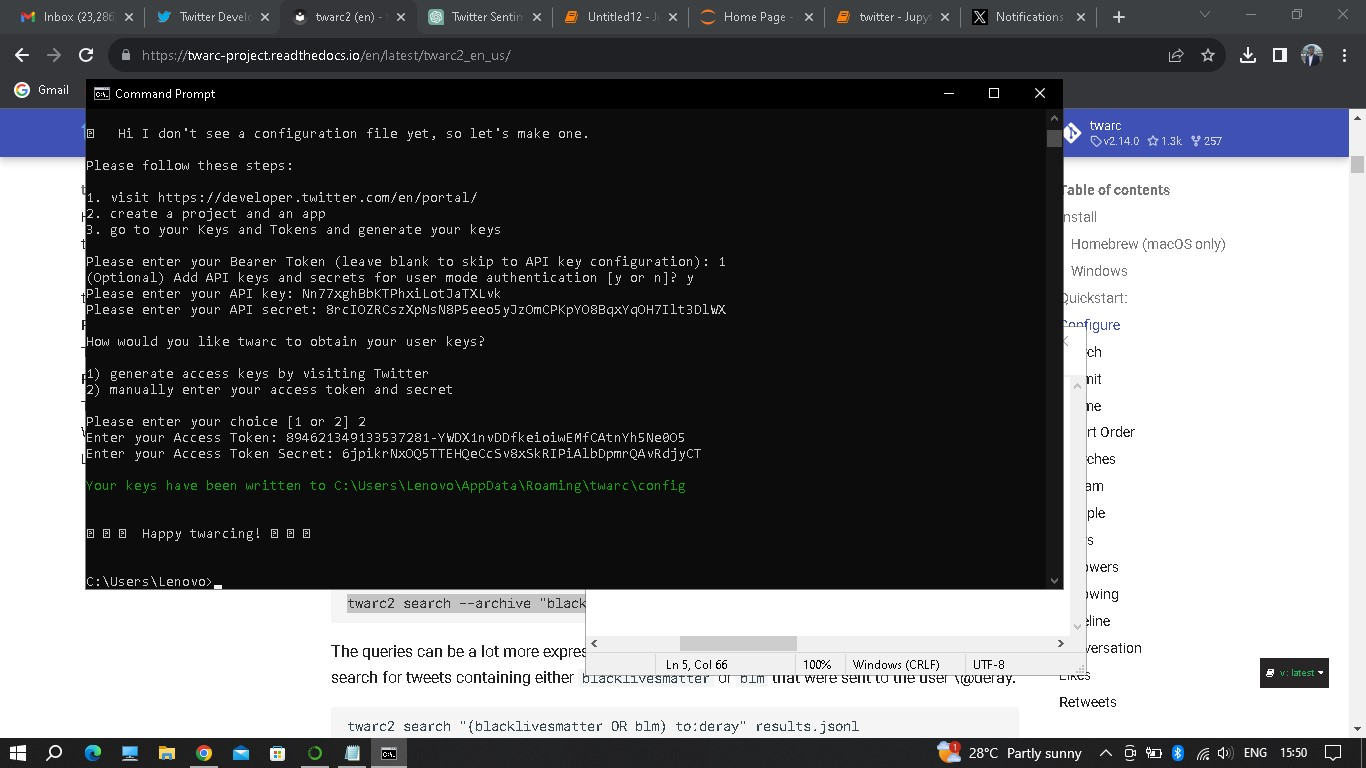 Inbox (23,286
Twitter Develo
twarc2 (en) -
Twitter Sentin
Untitled12 - J
Home Page -
twitter - Jupy
Notifications
https://twarc-project.readthedocs.io/en/latest/twarc2_en_us/
Gmail
Command Prompt
Hi I don't see a configuration file yet, so let's make one.
Please follow these steps:
1. visit https://developer.twitter.com/en/portal/
2. create a project and an app
3. go to your Keys and Tokens and generate your keys
Please enter your Bearer Token (leave blank to skip to API key configuration): 1
(Optional) Add API keys and secrets for user mode authentication [y or n]? y
Please enter your API key: Nn77xghBbKTPhxiLotJaTXLvk
Please enter your API secret: 8rcIOZRCszXpNsN8P5eeo5yJzOmCPKpYO8BqxYqOH7Ilt3DlWX
How would you like twarc to obtain your user keys?
1) generate access keys by visiting Twitter
2) manually enter your access token and secret
Please enter your choice [1 or 2] 2
Enter your Access Token: 894621349133537281-YWDX1nvDDfkeioiwEMfCAtnYh5Ne0O5
Enter your Access Token Secret: 6jpikrNxOQ5TTEHQeCcSv8xSkRIPiAlbDpmrQAvRdjyCT
Your keys have been written to C:\Users\Lenovo\AppData\Roaming\twarc\config
Happy twarcing!
C:\Users\Lenovo>
twarc
v2.14.0 1.3k 257
Table of contents
nstall
Homebrew (macOS only)
Windows
Quickstart:
Configure
ch
nit
me
rt Order
ches
am
ple
s
owers
owing
eline
versation
Likes
Retweets
twarc2 search --archive "black
The queries can be a lot more expres
Ln 5, Col 66
100%
Windows (CRLF)
UTF-8
search for tweets containing either blacklivesmatter or blm that were sent to the user \@deray.
v: latest
twarc2 search "(blacklivesmatter OR blm) to:deray" results.jsonl
1
28°C Partly sunny
ENG
15:50